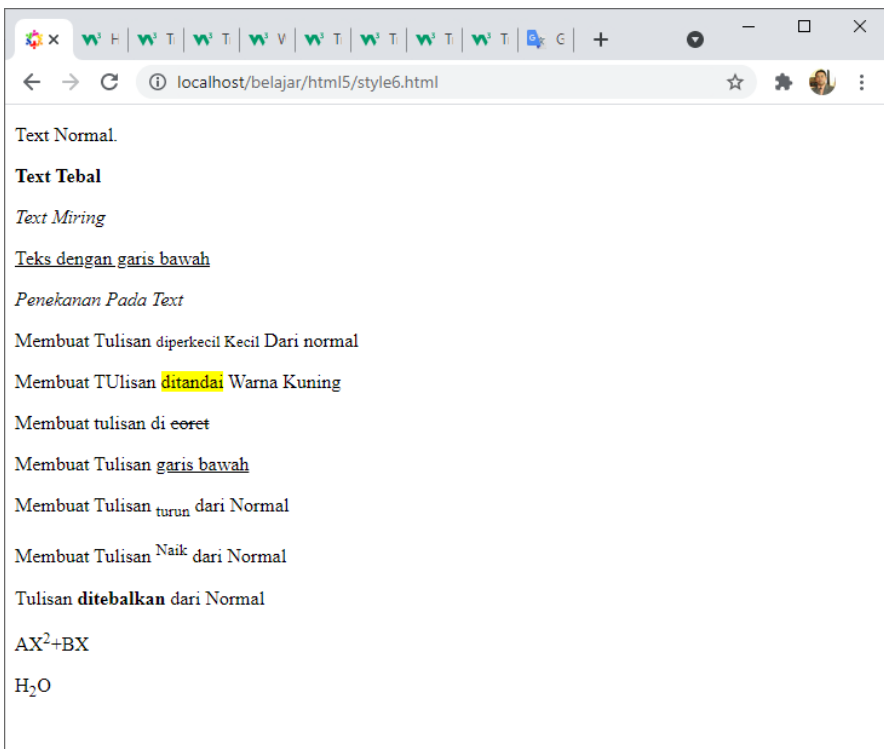 H
T
T
V
T
T
T
T
G
localhost/belajar/html5/style6.html
Text Normal.
Text Tebal
Text Miring
Teks dengan garis bawah
Penekanan Pada Text
Membuat Tulisan diperkecil Kecil Dari normal
Membuat TUlisan ditandai Warna Kuning
Membuat tulisan di coret
Membuat Tulisan garis bawah
Membuat Tulisan turun dari Normal
Membuat Tulisan Naik dari Normal
Tulisan ditebalkan dari Normal
AX²+BX
H₂O